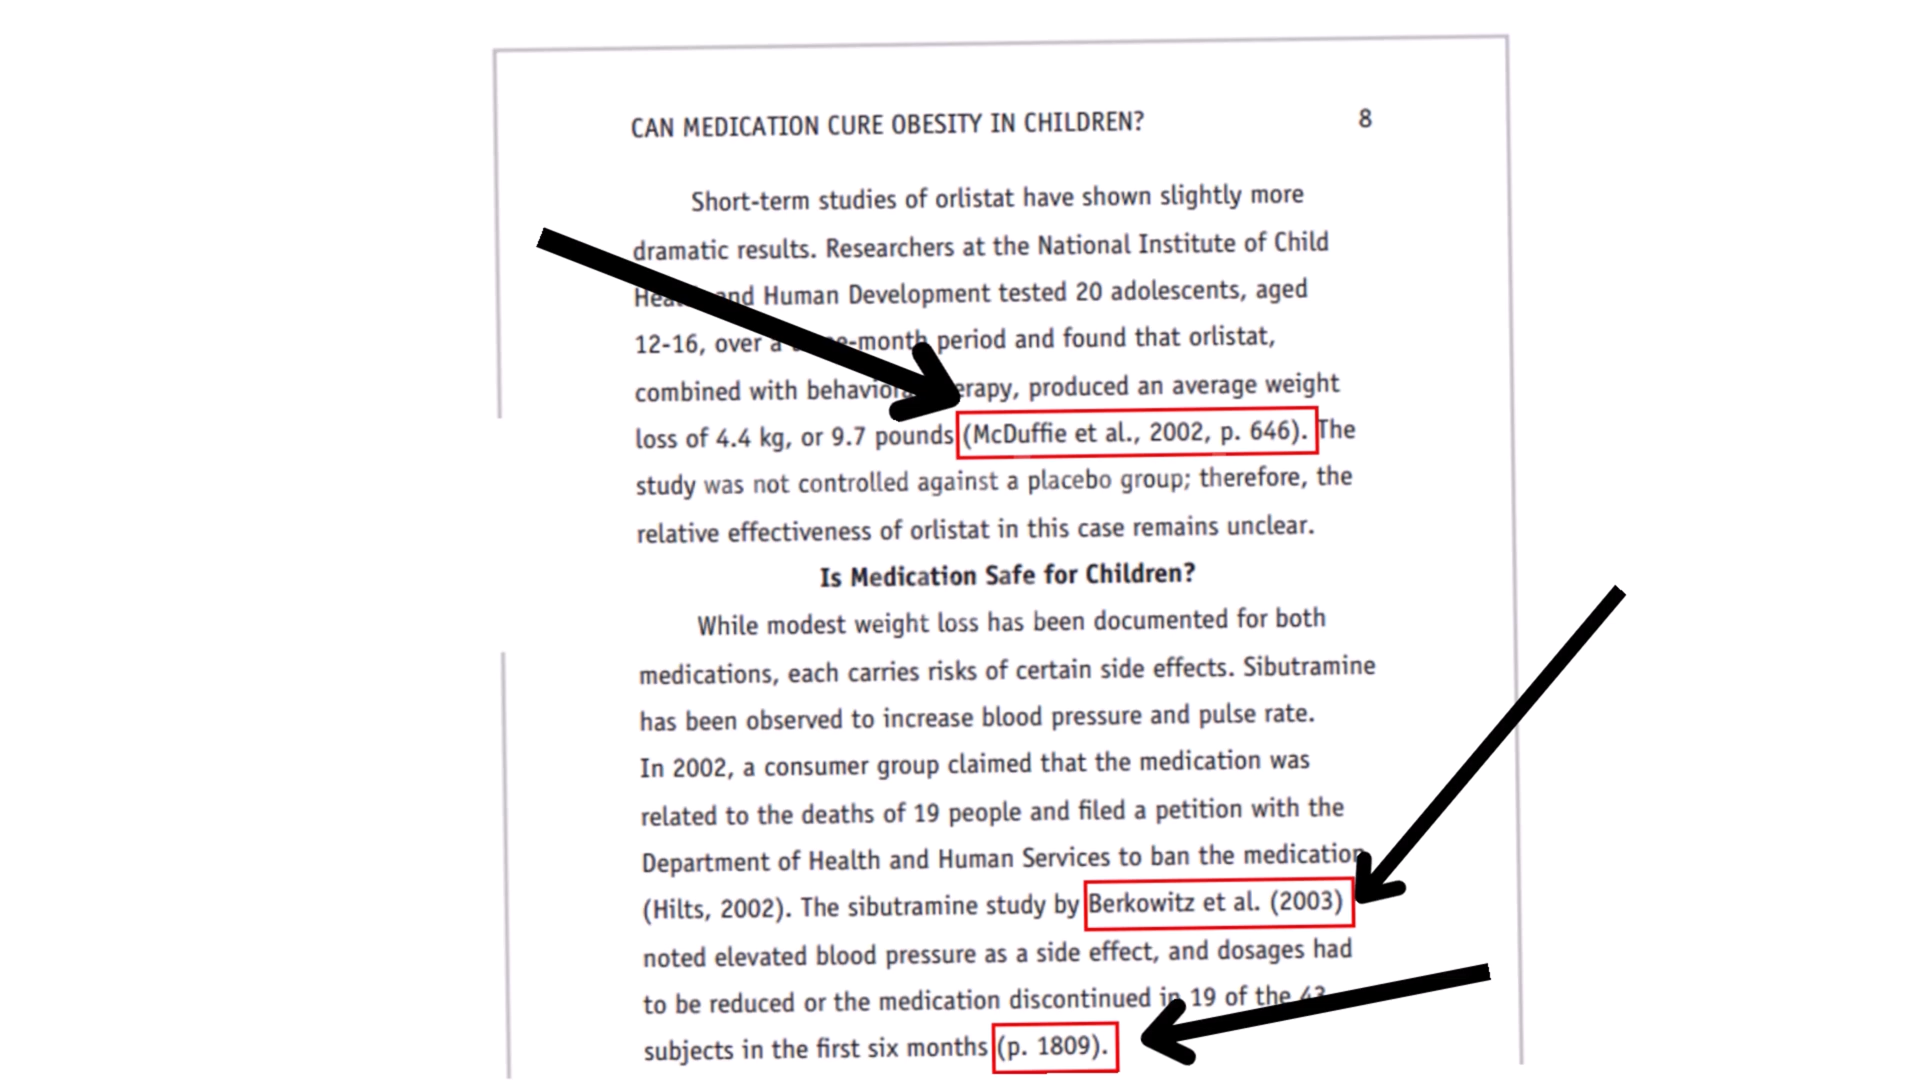 CAN MEDICATION CURE OBESITY IN CHILDREN? 8
Short-term studies of orlistat have shown slightly more
dramatic results. Researchers at the National Institute of Child
and Human Development tested 20 adolescents, aged
12-16, over a period and found that orlistat,
combined with produced an average weight
loss of 4.4 kg, or 9.7 pounds (McDuffie et al., 2002, p. 646). The
study was not controlled against a placebo group; therefore, the
relative effectiveness of orlistat in this case remains unclear.
Is Medication Safe for Children?
While modest weight loss has been documented for both
medications, each carries risks of certain side effects. Sibutramine
has been observed to increase blood pressure and pulse rate.
In 2002, a consumer group claimed that the medication was
related to the deaths of 19 people and filed a petition with the
Department of Health and Human Services to ban the medication
(Hilts, 2002). The sibutramine study by Berkowitz et al. (2003)
noted elevated blood pressure as a side effect, and dosages had
to be reduced or the medication discontinued in 19 of the 43
subjects in the first six months (p. 1809).